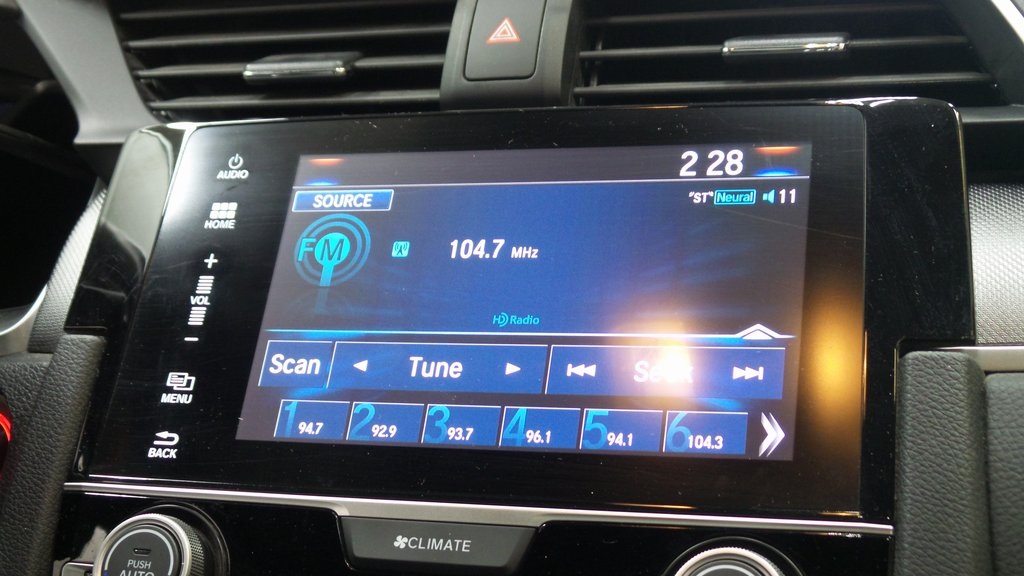 AUDIO
HOME
+
VOL
−
MENU
BACK
2 28
SOURCE
"ST" Neural 11
FM
104.7 MHz
HD Radio
Scan Tune Seek
1 94.7 2 92.9 3 93.7 4 96.1 5 94.1 6 104.3
CLIMATE
PUSH
AUTO